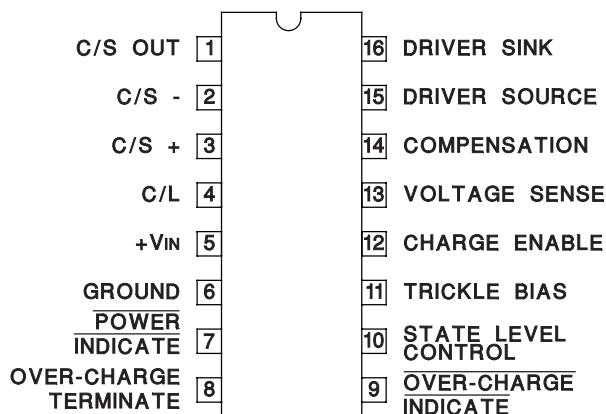 C/S OUT 1 16 DRIVER SINK
C/S - 2 15 DRIVER SOURCE
C/S + 3 14 COMPENSATION
C/L 4 13 VOLTAGE SENSE
+VIN 5 12 CHARGE ENABLE
GROUND 6 11 TRICKLE BIAS
POWER
INDICATE 7 10 STATE LEVEL
CONTROL
OVER-CHARGE
TERMINATE 8 9 OVER-CHARGE
INDICATE